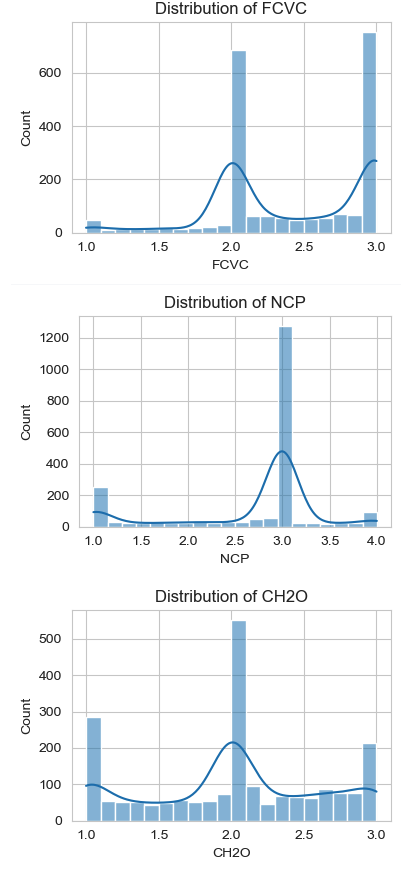 Distribution of FCVC
600
400
200
0
Count
1.0 1.5 2.0 2.5 3.0
FCVC
Distribution of NCP
1200
1000
800
600
400
200
0
Count
1.0 1.5 2.0 2.5 3.0 3.5 4.0
NCP
Distribution of CH2O
500
400
300
200
100
0
Count
1.0 1.5 2.0 2.5 3.0
CH2O